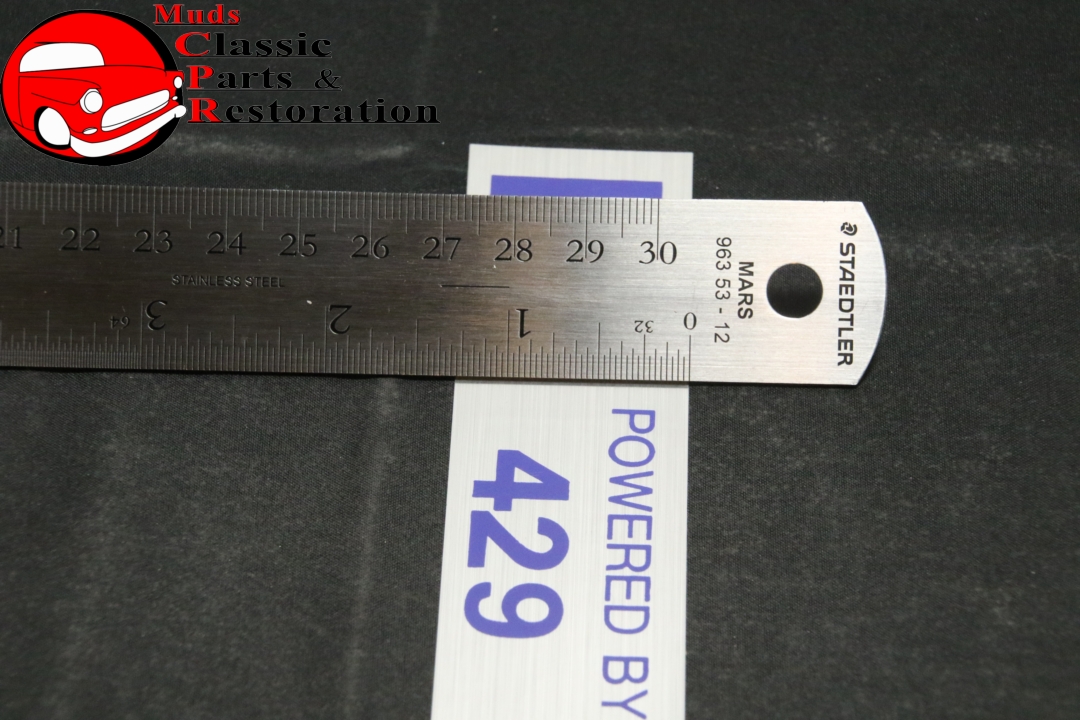 Muds
Classic
Parts &
Restoration
21 22 23 24 25 26 27 28 29 30
STAINLESS STEEL
64 3 2 1 32 0
MARS
963 53 - 12
STAEDTLER
POWERED BY
429